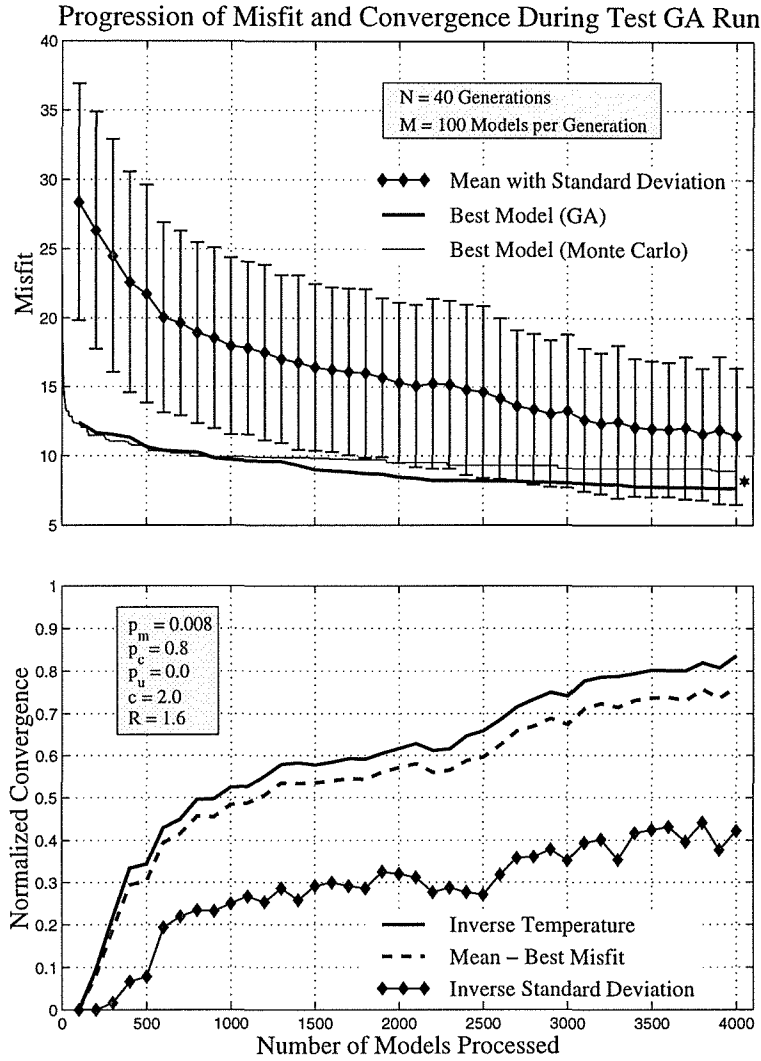 Progression of Misfit and Convergence During Test GA Run
40
35
30
25
20
15
10
5
Misfit
N = 40 Generations
M = 100 Models per Generation
Mean with Standard Deviation
Best Model (GA)
Best Model (Monte Carlo)
*
1
0.9
0.8
0.7
0.6
0.5
0.4
0.3
0.2
0.1
0
Normalized Convergence
p_m = 0.008
p_c = 0.8
p_u = 0.0
c = 2.0
R = 1.6
Inverse Temperature
Mean − Best Misfit
Inverse Standard Deviation
0 500 1000 1500 2000 2500 3000 3500 4000
Number of Models Processed